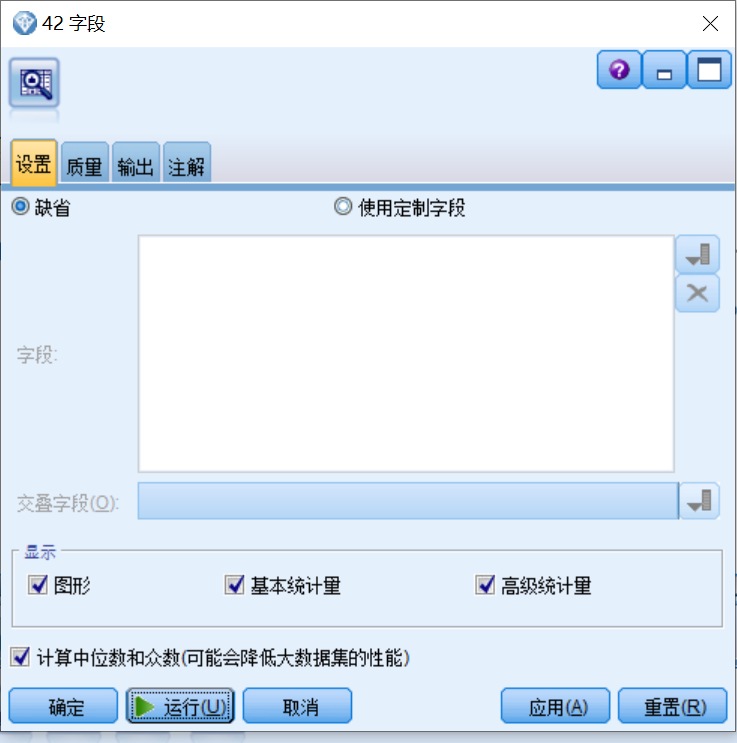 42 字段
设置 质量 输出 注解
缺省 使用定制字段
字段:
交叠字段(O):
显示
图形 基本统计量 高级统计量
计算中位数和众数(可能会降低大数据集的性能)
确定 运行(U) 取消 应用(A) 重置(R)